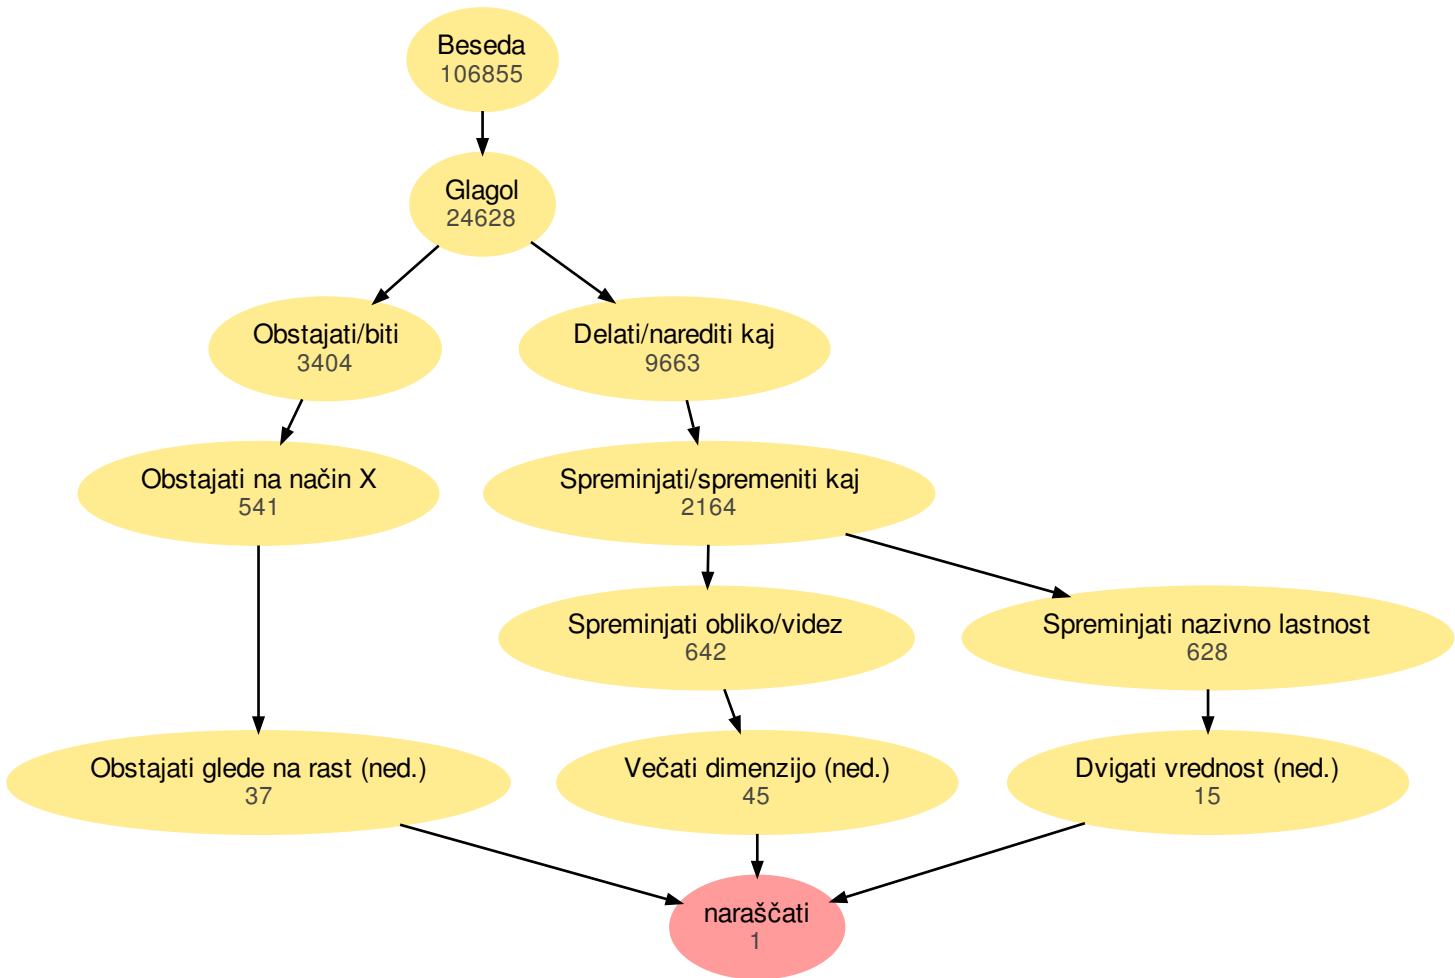 Beseda
106855
Glagol
24628
Obstajati/biti
3404
Delati/narediti kaj
9663
Obstajati na način X
541
Spreminjati/spremeniti kaj
2164
Spreminjati obliko/videz
642
Spreminjati nazivno lastnost
628
Obstajati glede na rast (ned.)
37
Večati dimenzijo (ned.)
45
Dvigati vrednost (ned.)
15
naraščati
1